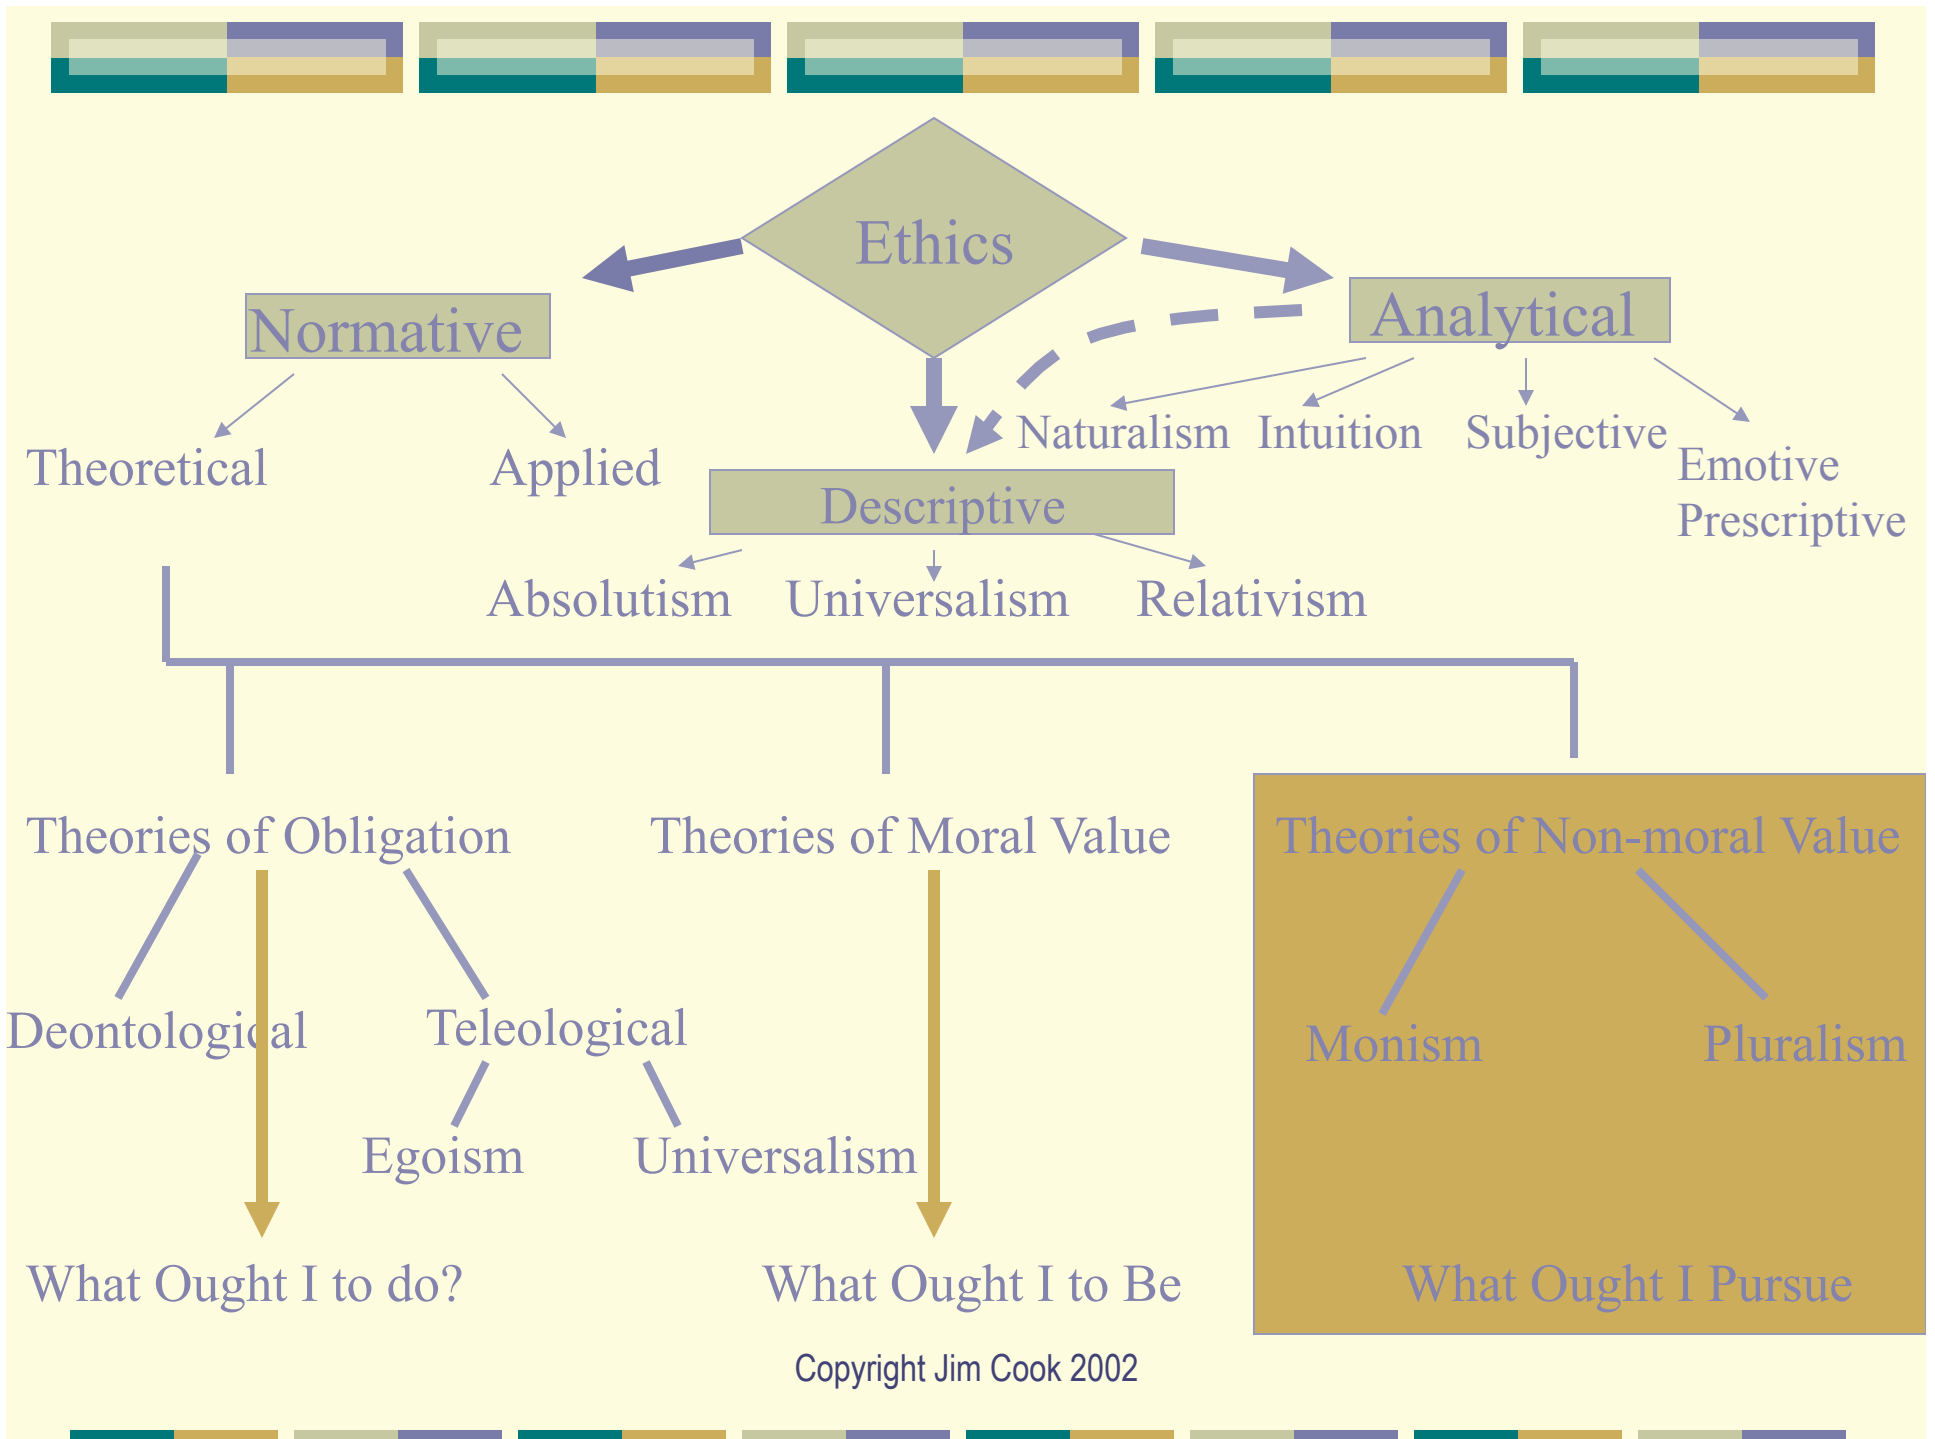 Ethics
Normative
Analytical
Naturalism
Intuition
Subjective
Emotive
Prescriptive
Theoretical
Applied
Descriptive
Absolutism
Universalism
Relativism
Theories of Obligation
Theories of Moral Value
Theories of Non-moral Value
Deontological
Teleological
Monism
Pluralism
Egoism
Universalism
What Ought I to do?
What Ought I to Be
What Ought I Pursue
Copyright Jim Cook 2002